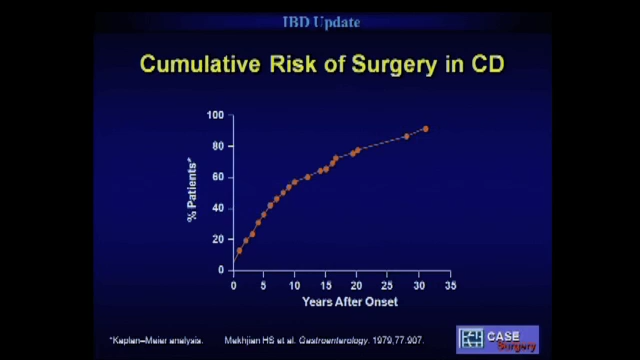 IBD Update
Cumulative Risk of Surgery in CD
100
80
60
40
20
0
% Patients*
0 5 10 15 20 25 30 35
Years After Onset
*Kaplan–Meier analysis. Mekhjian HS et al. Gastroenterology. 1979,77.907.
CASE
Surgery